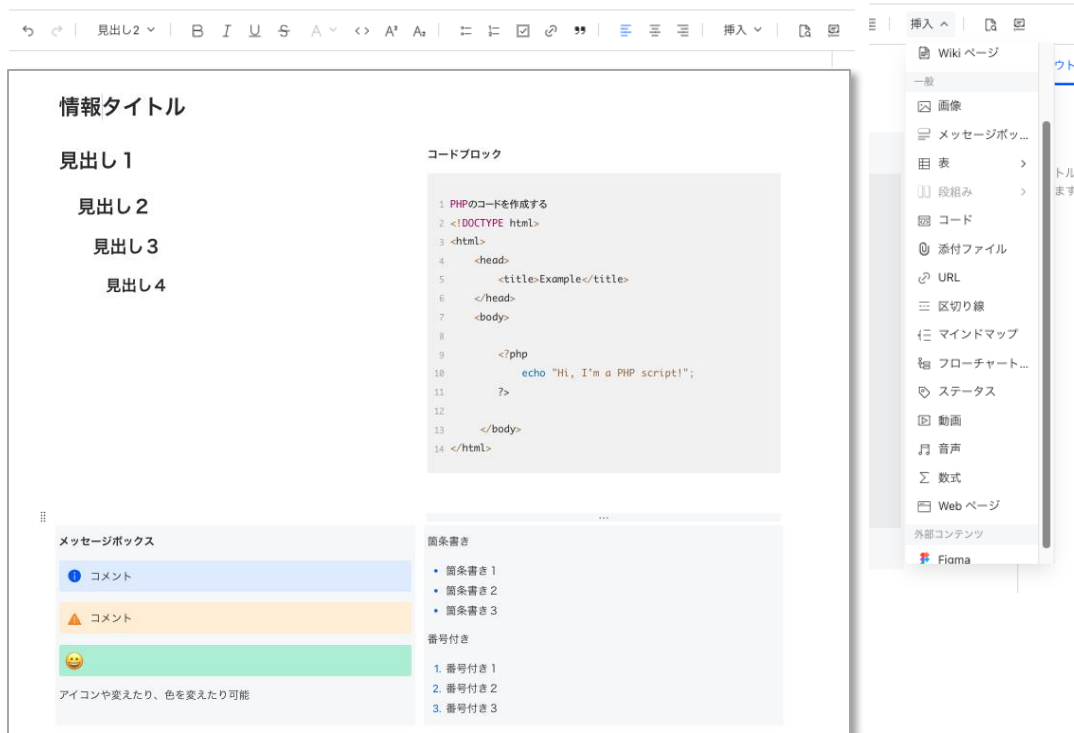 見出し2
B I U S A <> A² A₂
挿入
情報タイトル
見出し1
見出し2
見出し3
見出し4
コードブロック
1 PHPのコードを作成する
2 <!DOCTYPE html>
3 <html>
4 <head>
5 <title>Example</title>
6 </head>
7 <body>
8
9 <?php
10 echo "Hi, I'm a PHP script!";
11 ?>
12
13 </body>
14 </html>
メッセージボックス
コメント
コメント
アイコンや変えたり、色を変えたり可能
箇条書き
• 箇条書き1
• 箇条書き2
• 箇条書き3
番号付き
1. 番号付き1
2. 番号付き2
3. 番号付き3
挿入
Wiki ページ
一般
画像
メッセージボッ...
表
段組み
コード
添付ファイル
URL
区切り線
マインドマップ
フローチャート...
ステータス
動画
音声
数式
Web ページ
外部コンテンツ
Figma
ウト
トル
ます